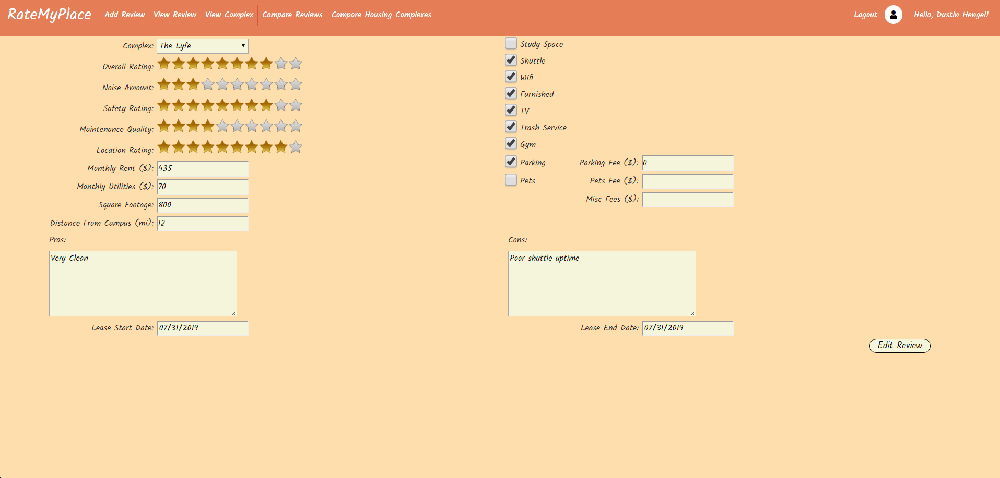 RateMyPlace Add Review View Review View Complex Compare Reviews Compare Housing Complexes Logout Hello, Dustin Hengel!
Complex: The Lyfe
Overall Rating:
Noise Amount:
Safety Rating:
Maintenance Quality:
Location Rating:
Monthly Rent ($): 435
Monthly Utilities ($): 70
Square Footage: 800
Distance From Campus (mi): 12
Study Space
Shuttle
Wifi
Furnished
TV
Trash Service
Gym
Parking Parking Fee ($): 0
Pets Pets Fee ($):
Misc Fees ($):
Pros:
Very Clean
Cons:
Poor shuttle uptime
Lease Start Date: 07/31/2019
Lease End Date: 07/31/2019
Edit Review